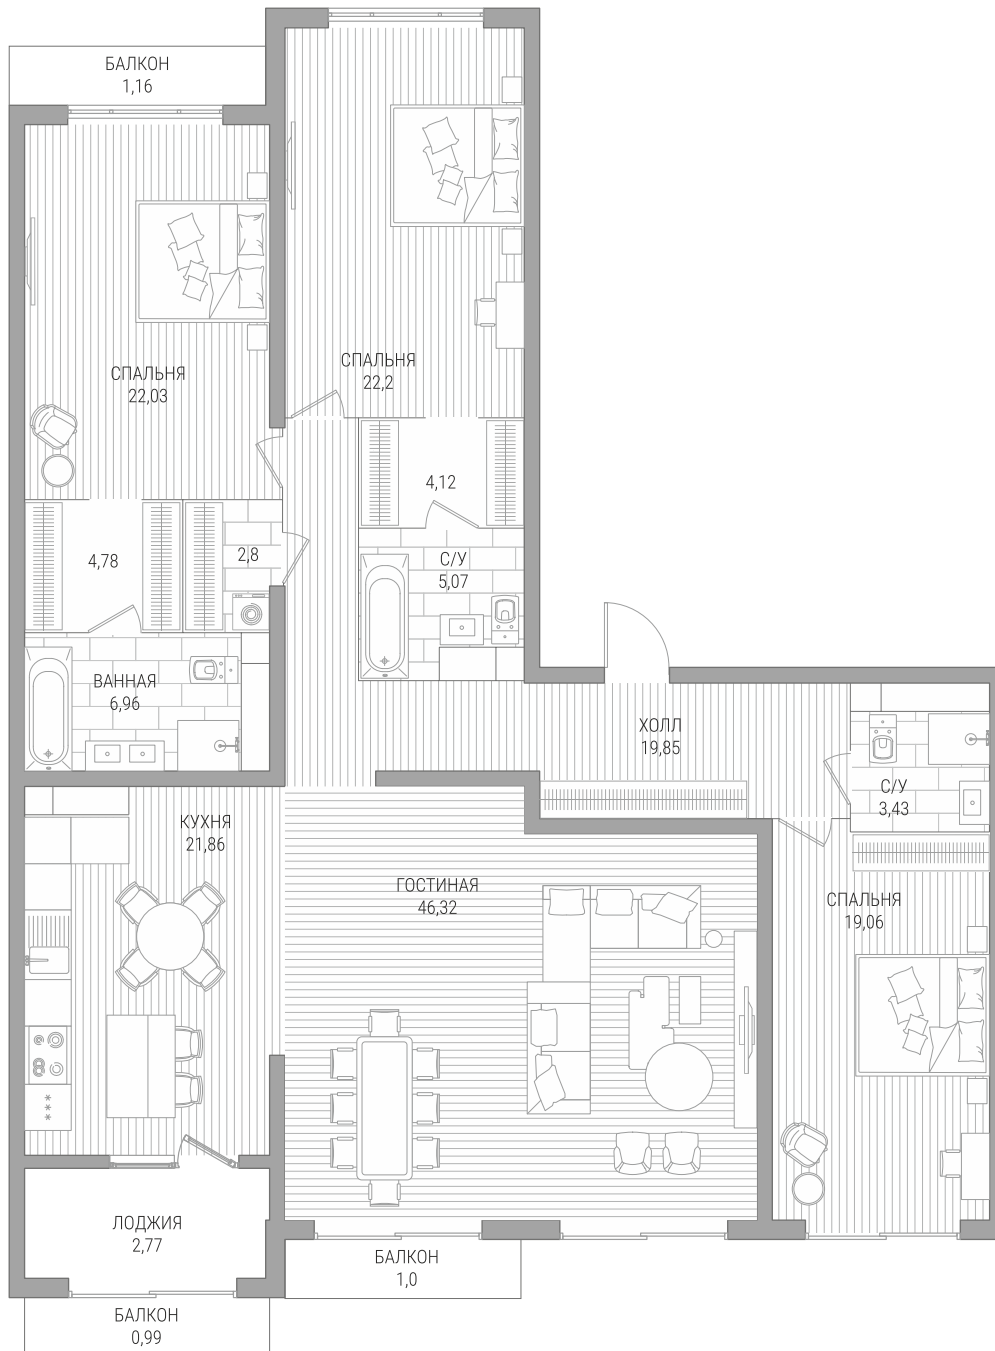 БАЛКОН
1,16
СПАЛЬНЯ
22,2
СПАЛЬНЯ
22,03
4,12
4,78
2,8
С/У
5,07
ВАННАЯ
6,96
ХОЛЛ
19,85
С/У
3,43
КУХНЯ
21,86
ГОСТИНАЯ
46,32
СПАЛЬНЯ
19,06
ЛОДЖИЯ
2,77
БАЛКОН
1,0
БАЛКОН
0,99